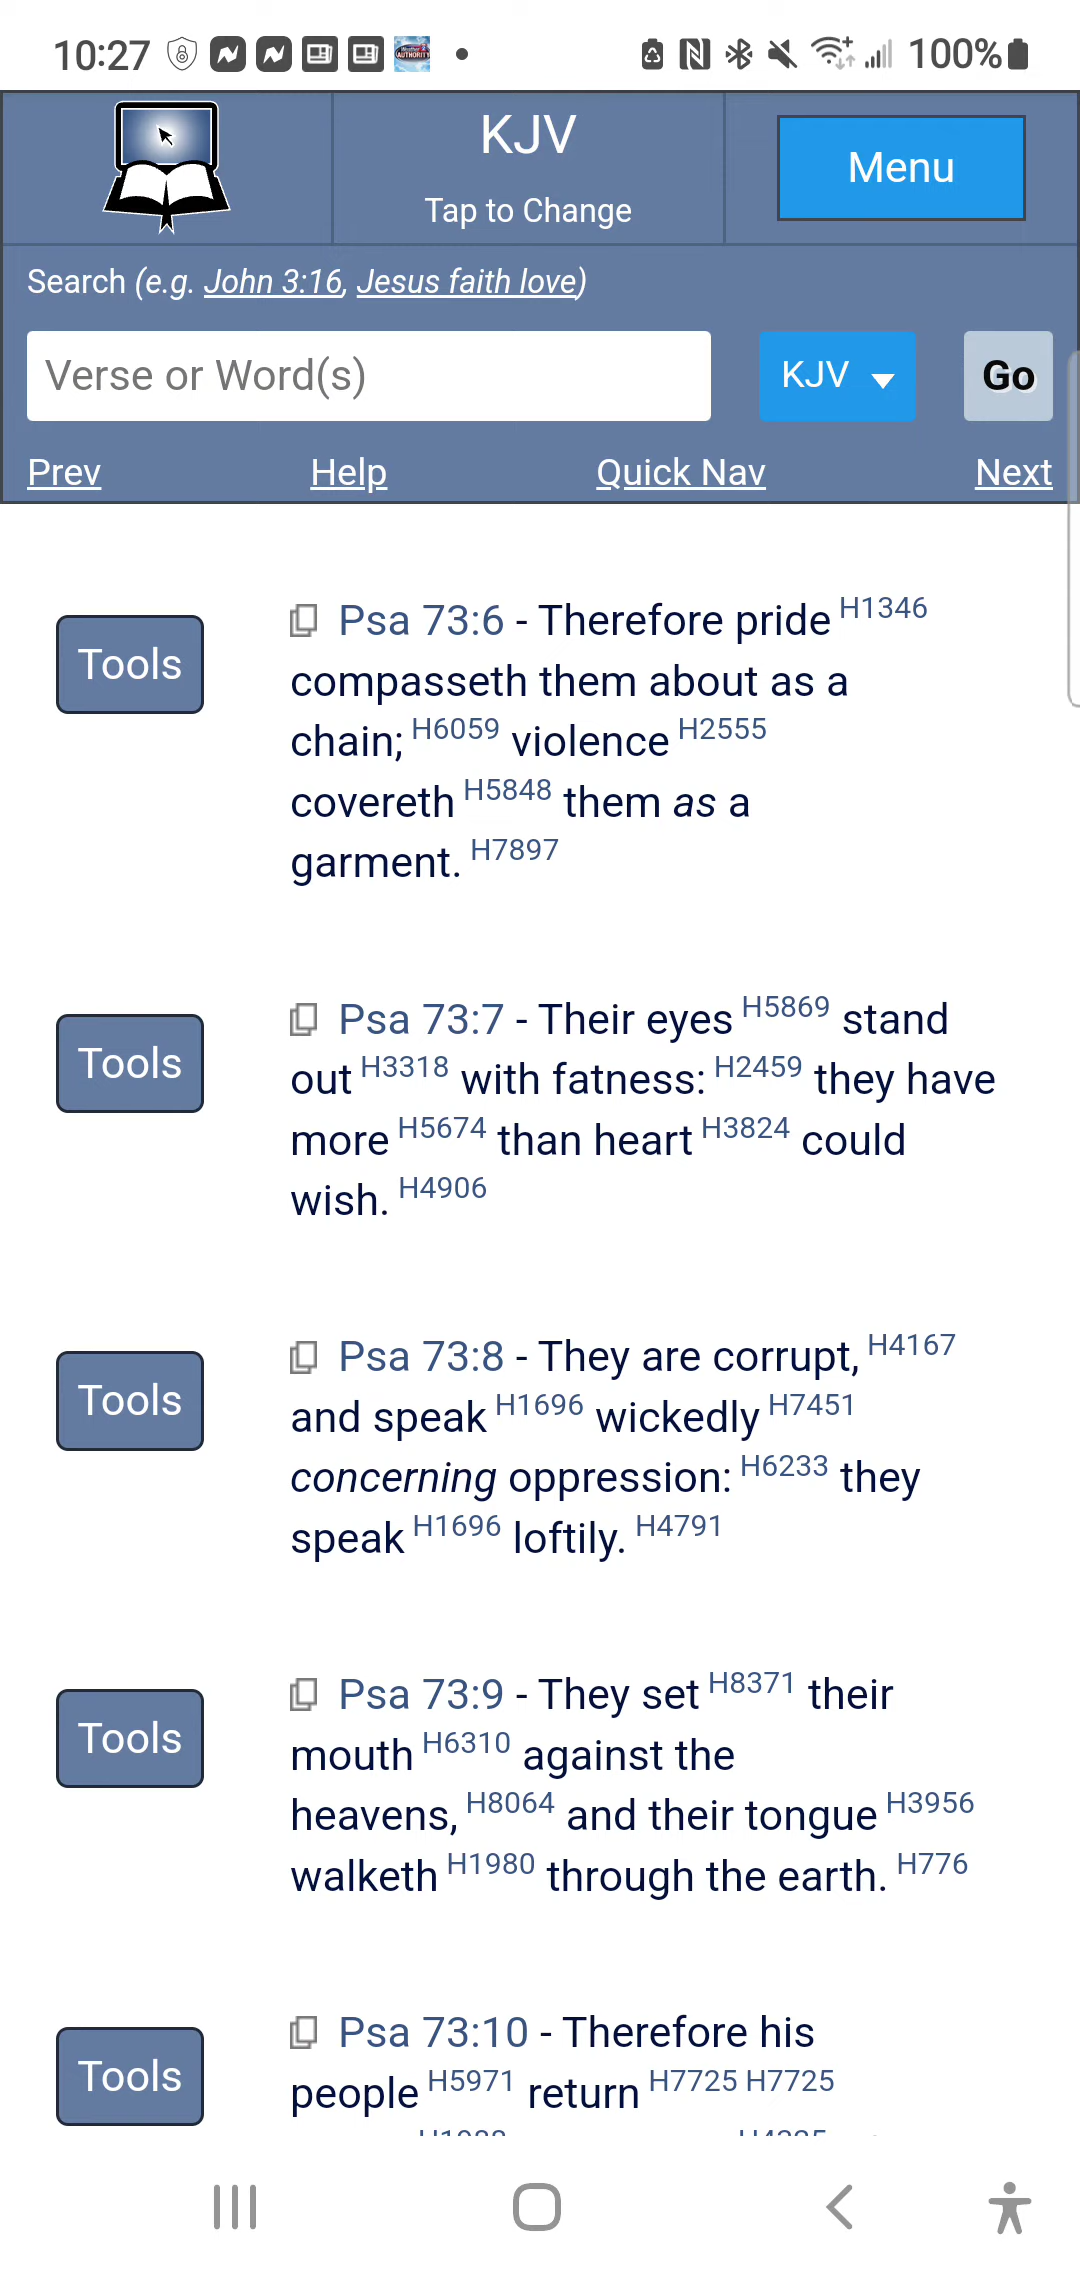 10:27 100%
KJV
Tap to Change
Menu
Search (e.g. John 3:16, Jesus faith love)
Verse or Word(s) KJV Go
Prev Help Quick Nav Next
Tools
Psa 73:6 - Therefore pride H1346
compasseth them about as a
chain; H6059 violence H2555
covereth H5848 them as a
garment. H7897
Tools
Psa 73:7 - Their eyes H5869 stand
out H3318 with fatness: H2459 they have
more H5674 than heart H3824 could
wish. H4906
Tools
Psa 73:8 - They are corrupt, H4167
and speak H1696 wickedly H7451
concerning oppression: H6233 they
speak H1696 loftily. H4791
Tools
Psa 73:9 - They set H8371 their
mouth H6310 against the
heavens, H8064 and their tongue H3956
walketh H1980 through the earth. H776
Tools
Psa 73:10 - Therefore his
people H5971 return H7725 H7725